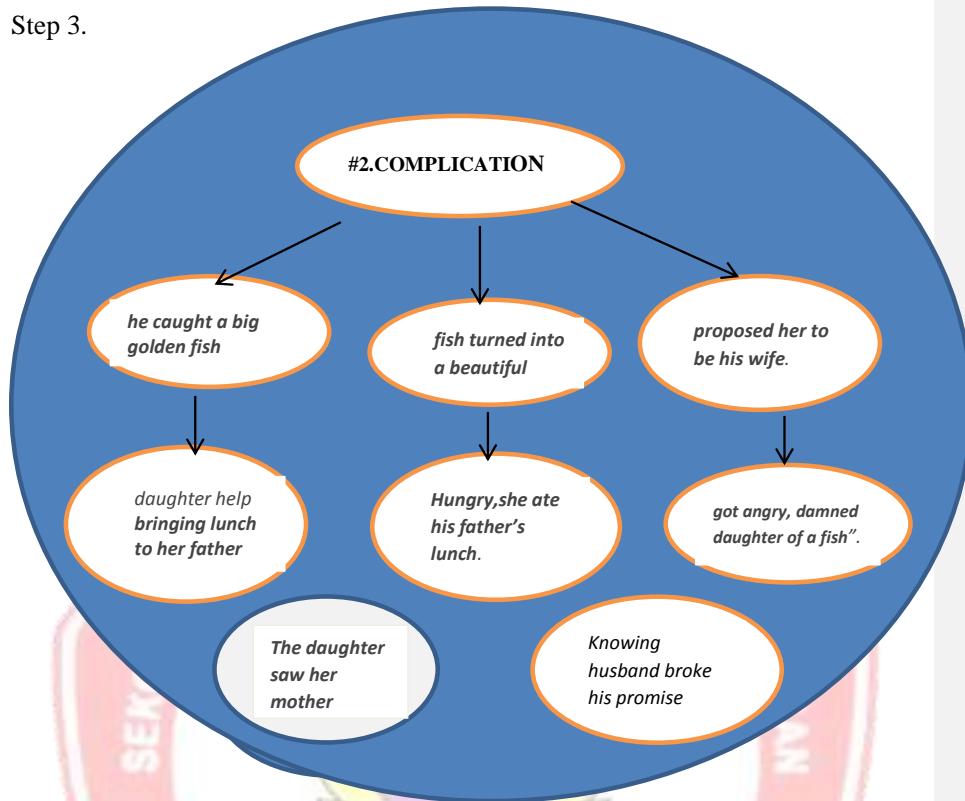 Step 3.
#2.COMPLICATION
he caught a big
golden fish
fish turned into
a beautiful
proposed her to
be his wife.
daughter help
bringing lunch
to her father
Hungry,she ate
his father's
lunch.
got angry, damned
daughter of a fish”.
The daughter
saw her
mother
Knowing
husband broke
his promise
SEK
AN